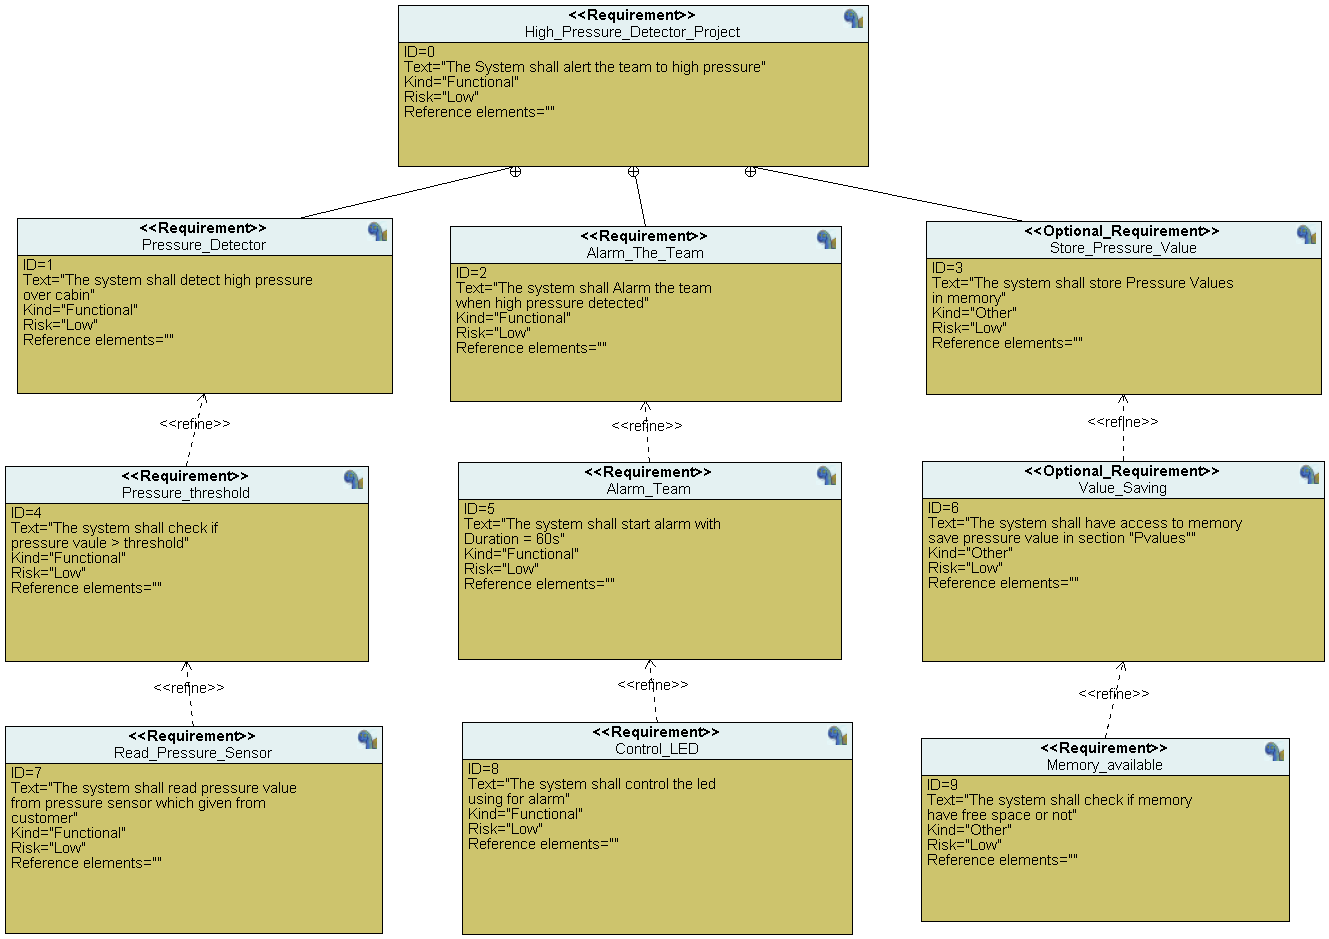 <<Requirement>>
High_Pressure_Detector_Project
ID=0
Text="The System shall alert the team to high pressure"
Kind="Functional"
Risk="Low"
Reference elements=""
<<Requirement>>
Pressure_Detector
ID=1
Text="The system shall detect high pressure
over cabin"
Kind="Functional"
Risk="Low"
Reference elements=""
<<Requirement>>
Alarm_The_Team
ID=2
Text="The system shall Alarm the team
when high pressure detected"
Kind="Functional"
Risk="Low"
Reference elements=""
<<Optional_Requirement>>
Store_Pressure_Value
ID=3
Text="The system shall store Pressure Values
in memory"
Kind="Other"
Risk="Low"
Reference elements=""
<<refine>>
<<refine>>
<<refine>>
<<Requirement>>
Pressure_threshold
ID=4
Text="The system shall check if
pressure vaule > threshold"
Kind="Functional"
Risk="Low"
Reference elements=""
<<Requirement>>
Alarm_Team
ID=5
Text="The system shall start alarm with
Duration = 60s"
Kind="Functional"
Risk="Low"
Reference elements=""
<<Optional_Requirement>>
Value_Saving
ID=6
Text="The system shall have access to memory
save pressure value in section "Pvalues""
Kind="Other"
Risk="Low"
Reference elements=""
<<refine>>
<<refine>>
<<refine>>
<<Requirement>>
Read_Pressure_Sensor
ID=7
Text="The system shall read pressure value
from pressure sensor which given from
customer"
Kind="Functional"
Risk="Low"
Reference elements=""
<<Requirement>>
Control_LED
ID=8
Text="The system shall control the led
using for alarm"
Kind="Functional"
Risk="Low"
Reference elements=""
<<Requirement>>
Memory_available
ID=9
Text="The system shall check if memory
have free space or not"
Kind="Other"
Risk="Low"
Reference elements=""